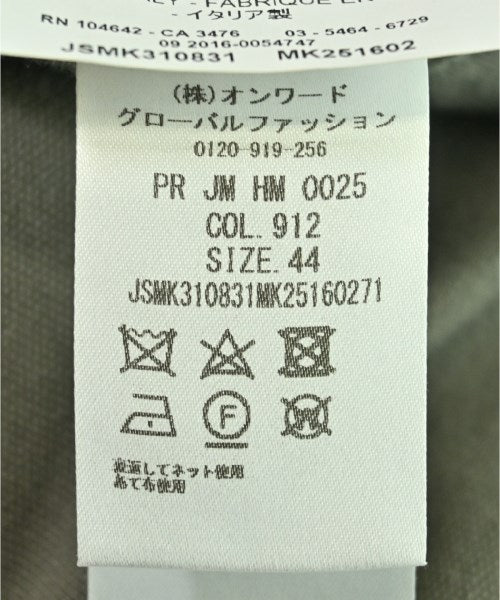 - イタリア製
RN 104642 - CA 3476 03 - 5464 - 6729
09 2016-0054747
JSMK310831 MK251602
(株)オンワード
グローバルファッション
0120-919-256
PR JM HM 0025
COL. 912
SIZE. 44
JSMK310831MK25160271
F
W
裏返してネット使用
あて布使用